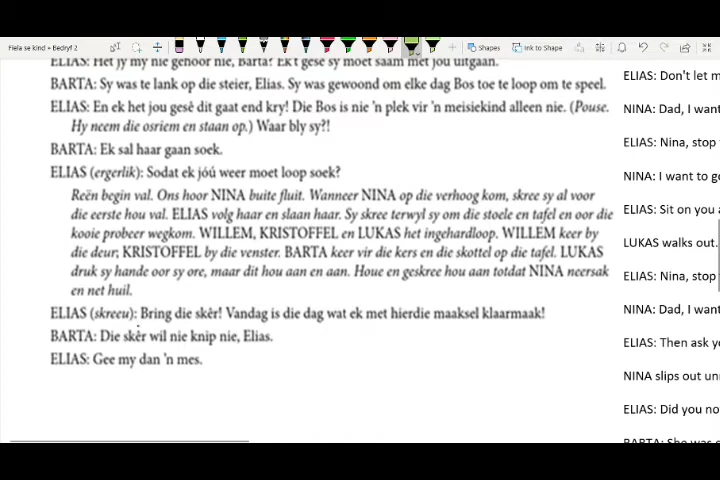 Fiela se kind • Bedryf 2
Shapes
Ink to Shape
ELIAS: Het jy my nie gehoor nie, Barta? Ek't gesê sy moet saam met jou uitgaan.
ELIAS: Don't let m
BARTA: Sy was te lank op die steier, Elias. Sy was gewoond om elke dag Bos toe te loop om te speel.
NINA: Dad, I want
ELIAS: En ek het jou gesê dit gaan end kry! Die Bos is nie 'n plek vir 'n meisiekind alleen nie. (Pouse.
Hy neem die osriem en staan op.) Waar bly sy?!
ELIAS: Nina, stop
BARTA: Ek sal haar gaan soek.
ELIAS (ergerlik): Sodat ek jóú weer moet loop soek?
NINA: I want to go
Reën begin val. Ons hoor NINA buite fluit. Wanneer NINA op die verhoog kom, skree sy al voor
die eerste hou val. ELIAS volg haar en slaan haar. Sy skree terwyl sy om die stoele en tafel en oor die
ELIAS: Sit on you a
kooie probeer wegkom. WILLEM, KRISTOFFEL en LUKAS het ingehardloop. WILLEM keer by
die deur; KRISTOFFEL by die venster. BARTA keer vir die kers en die skottel op die tafel. LUKAS
LUKAS walks out.
druk sy hande oor sy ore, maar dit hou aan en aan. Houe en geskree hou aan totdat NINA neersak
en net huil.
ELIAS: Nina, stop
ELIAS (skreeu): Bring die skêr! Vandag is die dag wat ek met hierdie maaksel klaarmaak!
NINA: Dad, I want
BARTA: Die skêr wil nie knip nie, Elias.
ELIAS: Then ask yo
ELIAS: Gee my dan 'n mes.
NINA slips out un
ELIAS: Did you no
BARTA: She was